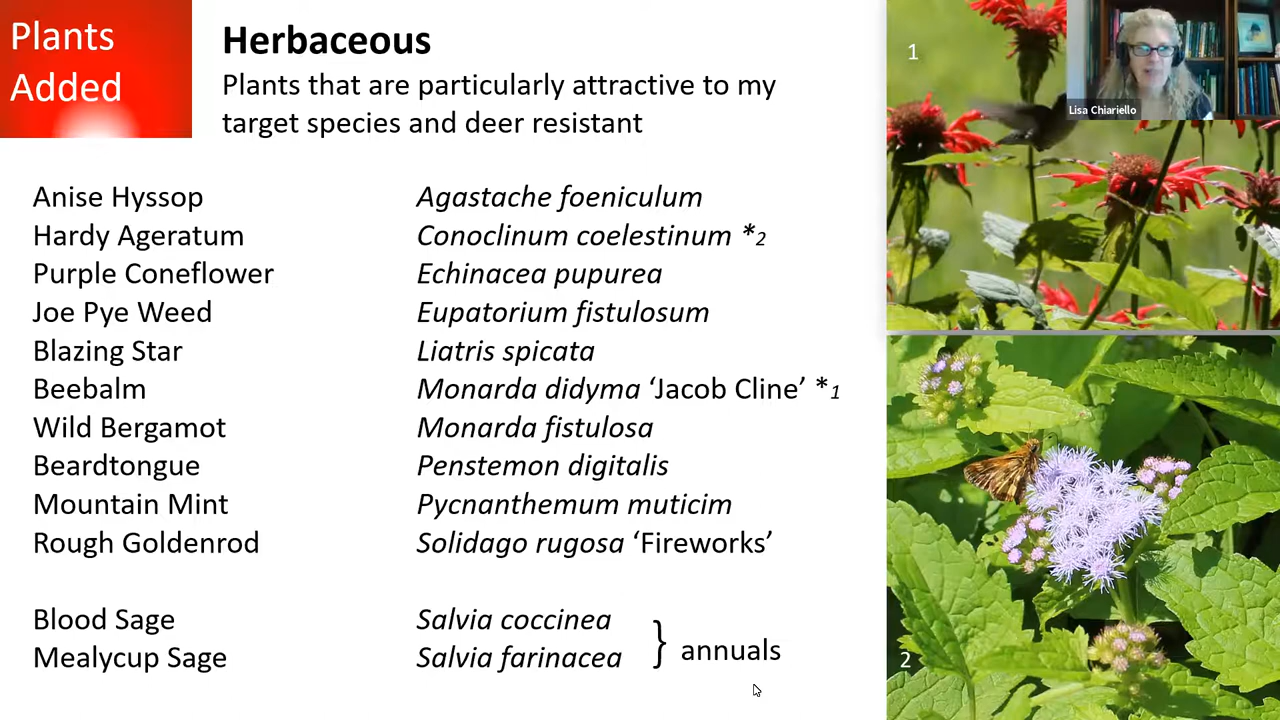 Plants
Added
Herbaceous
Plants that are particularly attractive to my
target species and deer resistant
Anise Hyssop Agastache foeniculum
Hardy Ageratum Conoclinum coelestinum *2
Purple Coneflower Echinacea pupurea
Joe Pye Weed Eupatorium fistulosum
Blazing Star Liatris spicata
Beebalm Monarda didyma ‘Jacob Cline’ *1
Wild Bergamot Monarda fistulosa
Beardtongue Penstemon digitalis
Mountain Mint Pycnanthemum muticim
Rough Goldenrod Solidago rugosa ‘Fireworks’
Blood Sage Salvia coccinea
Mealycup Sage Salvia farinacea
} annuals
1
Lisa Chiariello
2